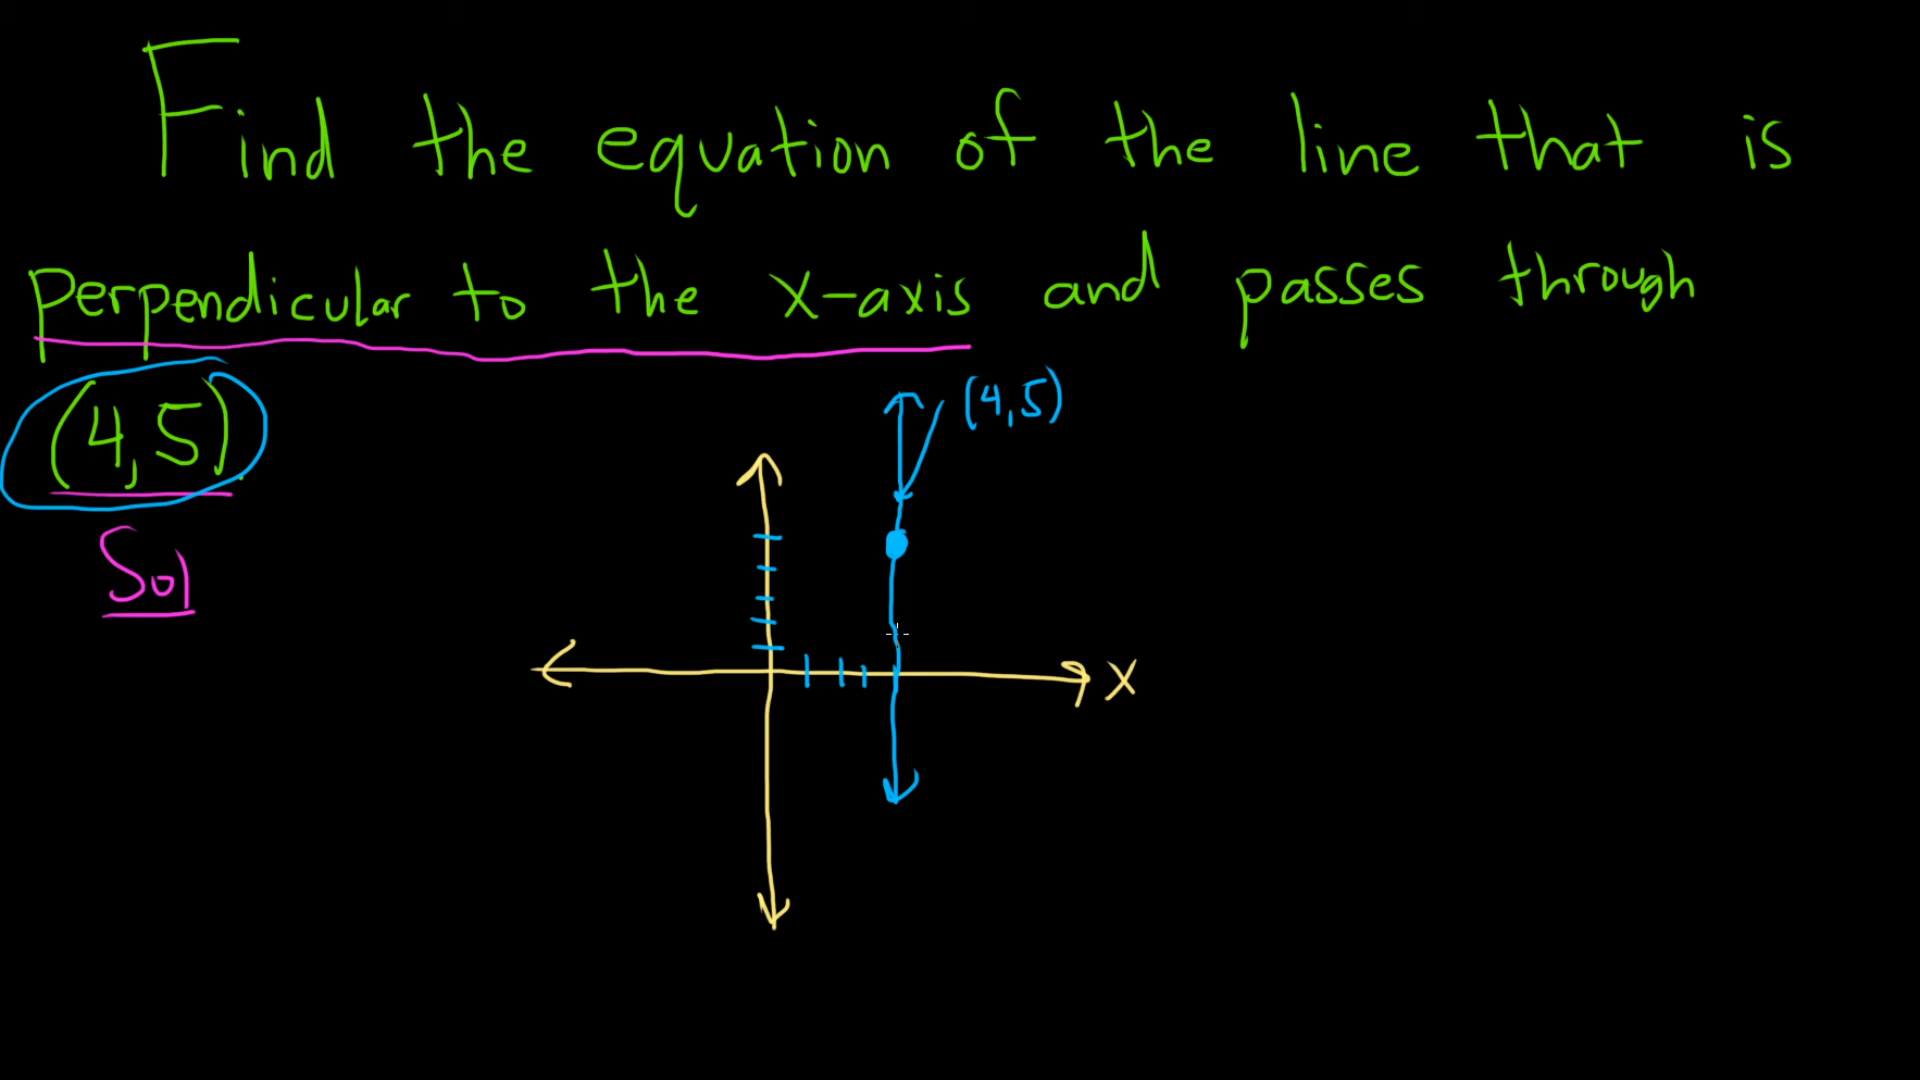 Find the equation of the line that is
perpendicular to the x-axis and passes through
(4,5)
(4,5)
Sol
X